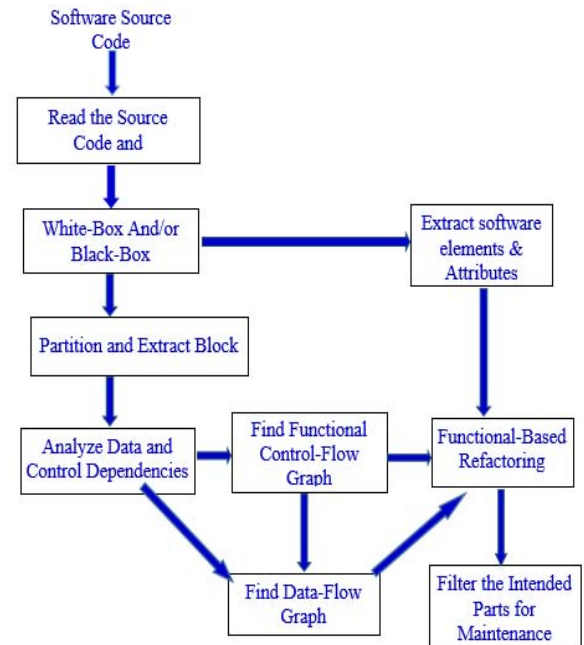 Software Source
Code
Read the Source
Code and
White-Box And/or
Black-Box
Extract software
elements &
Attributes
Partition and Extract Block
Analyze Data and
Control Dependencies
Find Functional
Control-Flow
Graph
Functional-Based
Refactoring
Find Data-Flow
Graph
Filter the Intended
Parts for
Maintenance